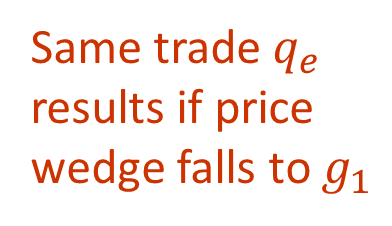 Same trade qₑ
results if price
wedge falls to g₁